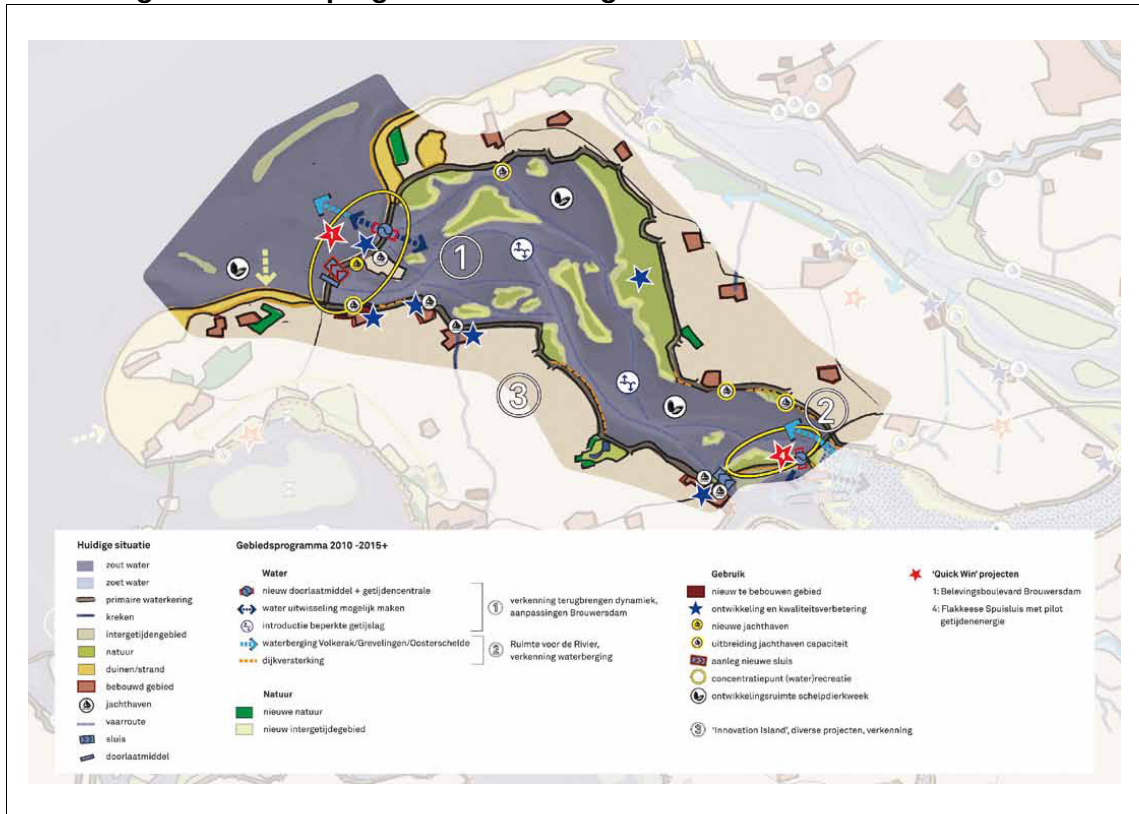 1
1
3
2
4
Huidige situatie
zout water
zoet water
primaire waterkering
kreken
intergetijdengebied
natuur
duinen/strand
bebouwd gebied
jachthaven
vaarroute
sluis
doorlaatmiddel
Gebiedsprogramma 2010 -2015+
Water
nieuw doorlaatmiddel + getijdencentrale
water uitwisseling mogelijk maken
introductie beperkte getijslag
waterberging Volkerak/Grevelingen/Oosterschelde
dijkversterking
1 verkenning terugbrengen dynamiek,
aanpassingen Brouwersdam
2 Ruimte voor de Rivier,
verkenning waterberging
Natuur
nieuwe natuur
nieuw intergetijdegebied
Gebruik
nieuw te bebouwen gebied
ontwikkeling en kwaliteitsverbetering
nieuwe jachthaven
uitbreiding jachthaven capaciteit
aanleg nieuwe sluis
concentratiepunt (water)recreatie
ontwikkelingsruimte schelpdierkweek
3 'Innovation Island', diverse projecten, verkenning
'Quick Win' projecten
1: Belevingsboulevard Brouwersdam
4: Flakkeese Spuisluis met pilot
getijdenenergie